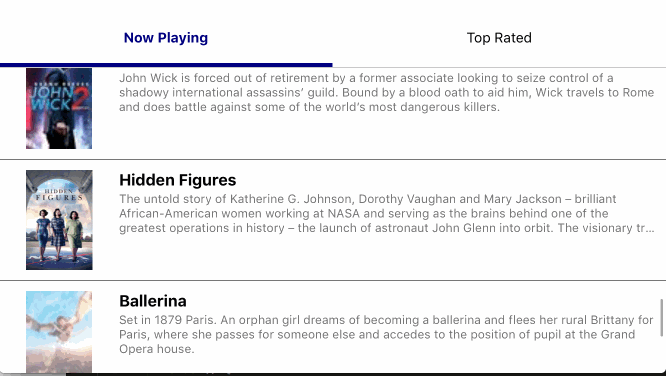 Now Playing
Top Rated
JOHN
WICK 2
John Wick is forced out of retirement by a former associate looking to seize control of a
shadowy international assassins’ guild. Bound by a blood oath to aid him, Wick travels to Rome
and does battle against some of the world’s most dangerous killers.
HIDDEN
FIGURES
Hidden Figures
The untold story of Katherine G. Johnson, Dorothy Vaughan and Mary Jackson – brilliant
African-American women working at NASA and serving as the brains behind one of the
greatest operations in history – the launch of astronaut John Glenn into orbit. The visionary tr...
Ballerina
Set in 1879 Paris. An orphan girl dreams of becoming a ballerina and flees her rural Brittany for
Paris, where she passes for someone else and accedes to the position of pupil at the Grand
Opera house.